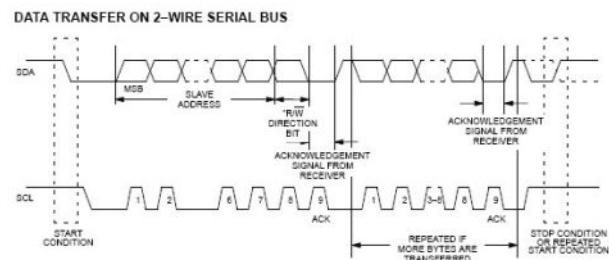 DATA TRANSFER ON 2–WIRE SERIAL BUS
SDA
MSB
SLAVE
ADDRESS
*R/W
DIRECTION
BIT
ACKNOWLEDGEMENT
SIGNAL FROM
RECEIVER
ACKNOWLEDGEMENT
SIGNAL FROM
RECEIVER
SCL
1 2 6 7 8 9 1 2 3–8 8 9
ACK
ACK
START
CONDITION
REPEATED IF
MORE BYTES ARE
TRANSFERRED
STOP CONDITION
OR REPEATED
START CONDITION